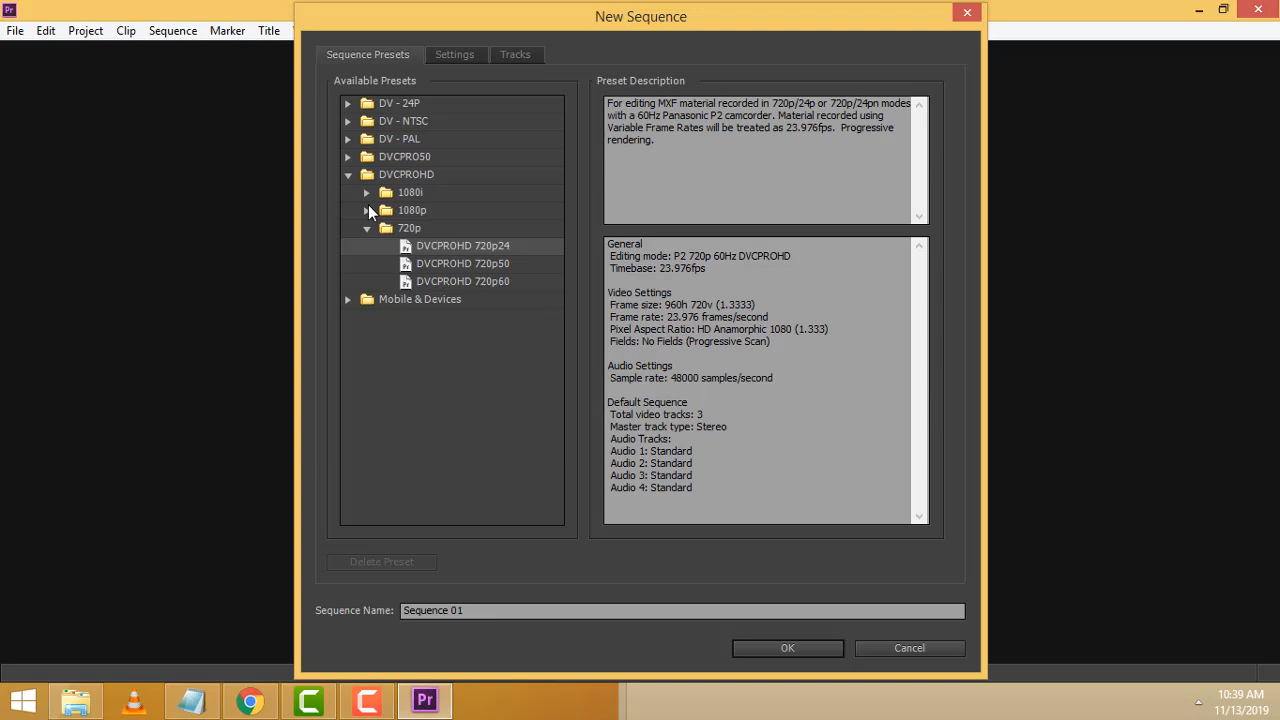 Pr
New Sequence
File Edit Project Clip Sequence Marker Title
Sequence Presets Settings Tracks
Available Presets
DV - 24P
DV - NTSC
DV - PAL
DVCPRO50
DVCPROHD
1080i
1080p
720p
DVCPROHD 720p24
DVCPROHD 720p50
DVCPROHD 720p60
Mobile & Devices
Delete Preset
Preset Description
For editing MXF material recorded in 720p/24p or 720p/24pn modes
with a 60Hz Panasonic P2 camcorder. Material recorded using
Variable Frame Rates will be treated as 23.976fps. Progressive
rendering.
General
Editing mode: P2 720p 60Hz DVCPROHD
Timebase: 23.976fps
Video Settings
Frame size: 960h 720v (1.3333)
Frame rate: 23.976 frames/second
Pixel Aspect Ratio: HD Anamorphic 1080 (1.333)
Fields: No Fields (Progressive Scan)
Audio Settings
Sample rate: 48000 samples/second
Default Sequence
Total video tracks: 3
Master track type: Stereo
Audio Tracks:
Audio 1: Standard
Audio 2: Standard
Audio 3: Standard
Audio 4: Standard
Sequence Name: Sequence 01
OK Cancel
C C Pr
10:39 AM
11/13/2019